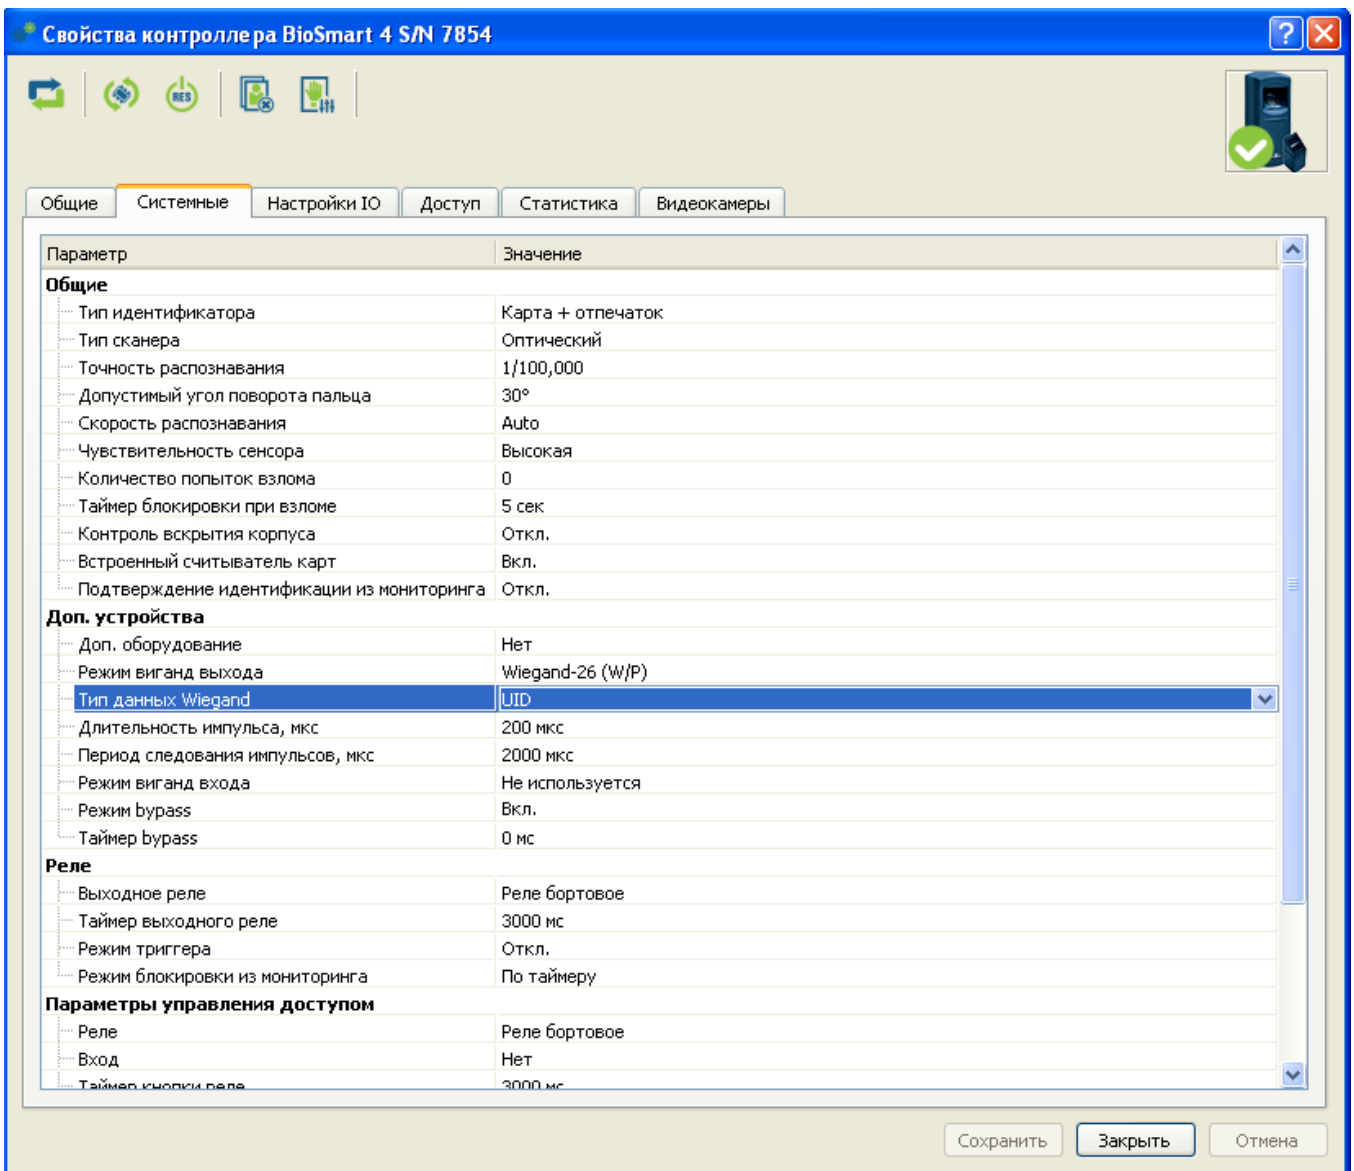 Свойства контроллера BioSmart 4 S/N 7854
RES
Общие Системные Настройки IO Доступ Статистика Видеокамеры
Параметр Значение
Общие
Тип идентификатора Карта + отпечаток
Тип сканера Оптический
Точность распознавания 1/100,000
Допустимый угол поворота пальца 30°
Скорость распознавания Auto
Чувствительность сенсора Высокая
Количество попыток взлома 0
Таймер блокировки при взломе 5 сек
Контроль вскрытия корпуса Откл.
Встроенный считыватель карт Вкл.
Подтверждение идентификации из мониторинга Откл.
Доп. устройства
Доп. оборудование Нет
Режим виганд выхода Wiegand-26 (W/P)
Тип данных Wiegand UID
Длительность импульса, мкс 200 мкс
Период следования импульсов, мкс 2000 мкс
Режим виганд входа Не используется
Режим bypass Вкл.
Таймер bypass 0 мс
Реле
Выходное реле Реле бортовое
Таймер выходного реле 3000 мс
Режим триггера Откл.
Режим блокировки из мониторинга По таймеру
Параметры управления доступом
Реле Реле бортовое
Вход Нет
Таймер кнопки реле 3000 мс
Сохранить Закрыть Отмена